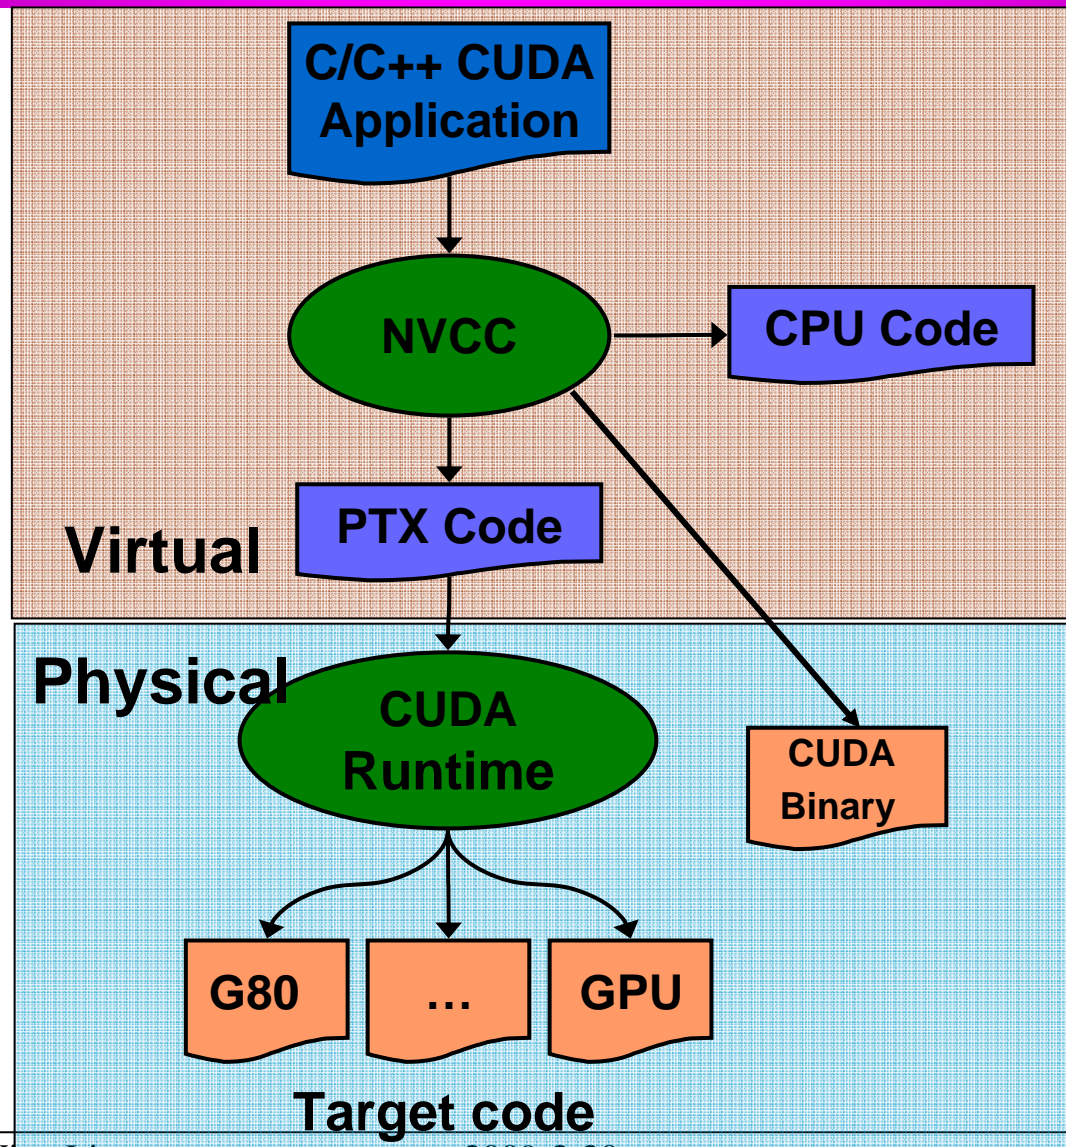 C/C++ CUDA
Application
NVCC
CPU Code
PTX Code
Virtual
Physical
CUDA
Runtime
CUDA
Binary
G80
...
GPU
Target code